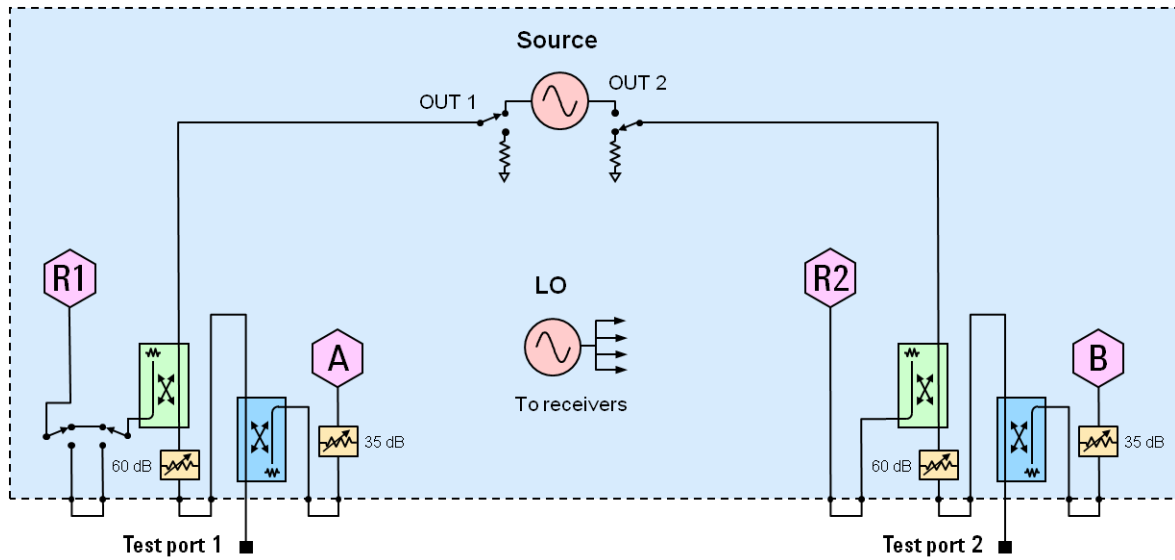 Source
OUT 1
OUT 2
R1
R2
LO
A
B
To receivers
35 dB
35 dB
60 dB
60 dB
Test port 1
Test port 2